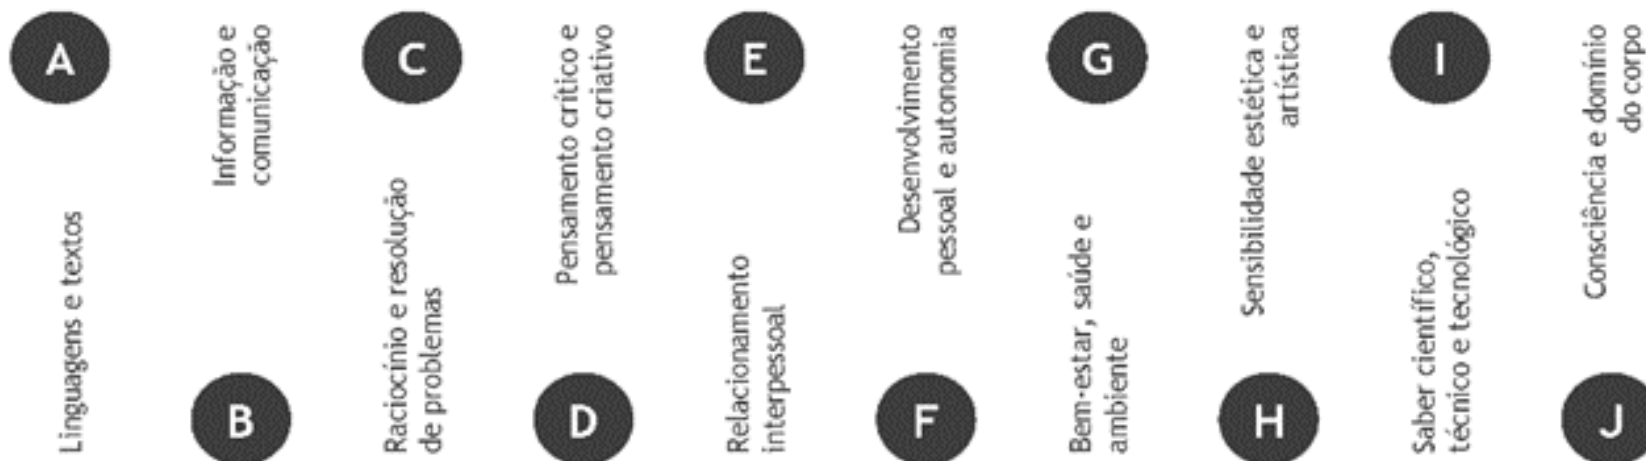 A
Linguagens e textos
B
Informação e
comunicação
C
Raciocínio e resolução
de problemas
D
Pensamento crítico e
pensamento criativo
E
Relacionamento
interpessoal
F
Desenvolvimento
pessoal e autonomia
G
Bem-estar, saúde e
ambiente
H
Sensibilidade estética e
artística
I
Saber científico,
técnico e tecnológico
J
Consciência e domínio
do corpo